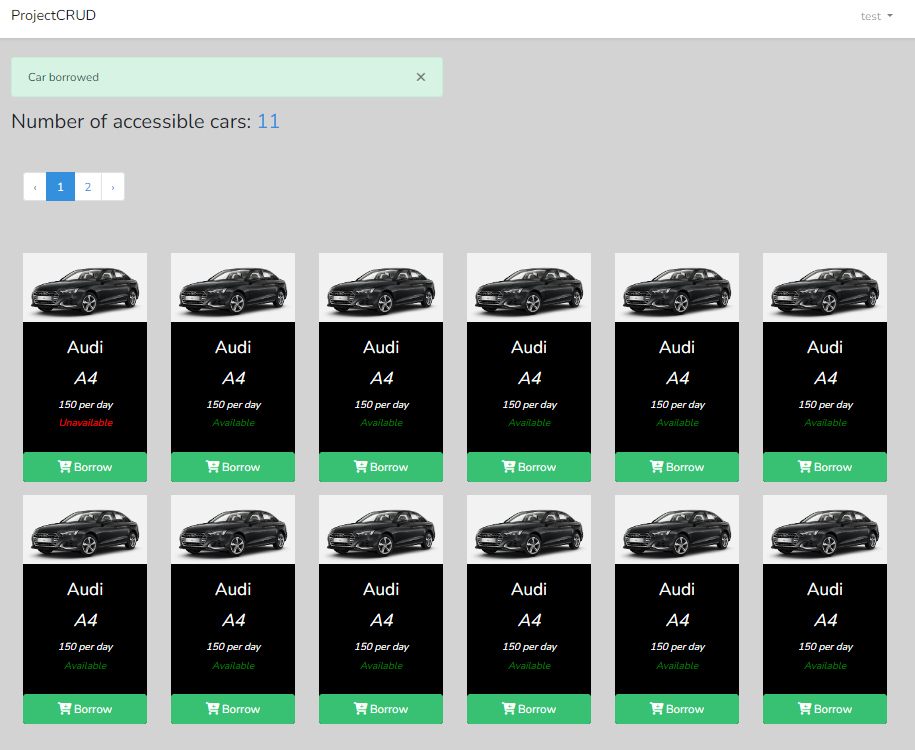 ProjectCRUD test
Car borrowed ×
Number of accessible cars: 11
‹ 1 2 ›
Audi Audi Audi Audi Audi Audi
A4 A4 A4 A4 A4 A4
150 per day 150 per day 150 per day 150 per day 150 per day 150 per day
Unavailable Available Available Available Available Available
Borrow Borrow Borrow Borrow Borrow Borrow
Audi Audi Audi Audi Audi Audi
A4 A4 A4 A4 A4 A4
150 per day 150 per day 150 per day 150 per day 150 per day 150 per day
Available Available Available Available Available Available
Borrow Borrow Borrow Borrow Borrow Borrow